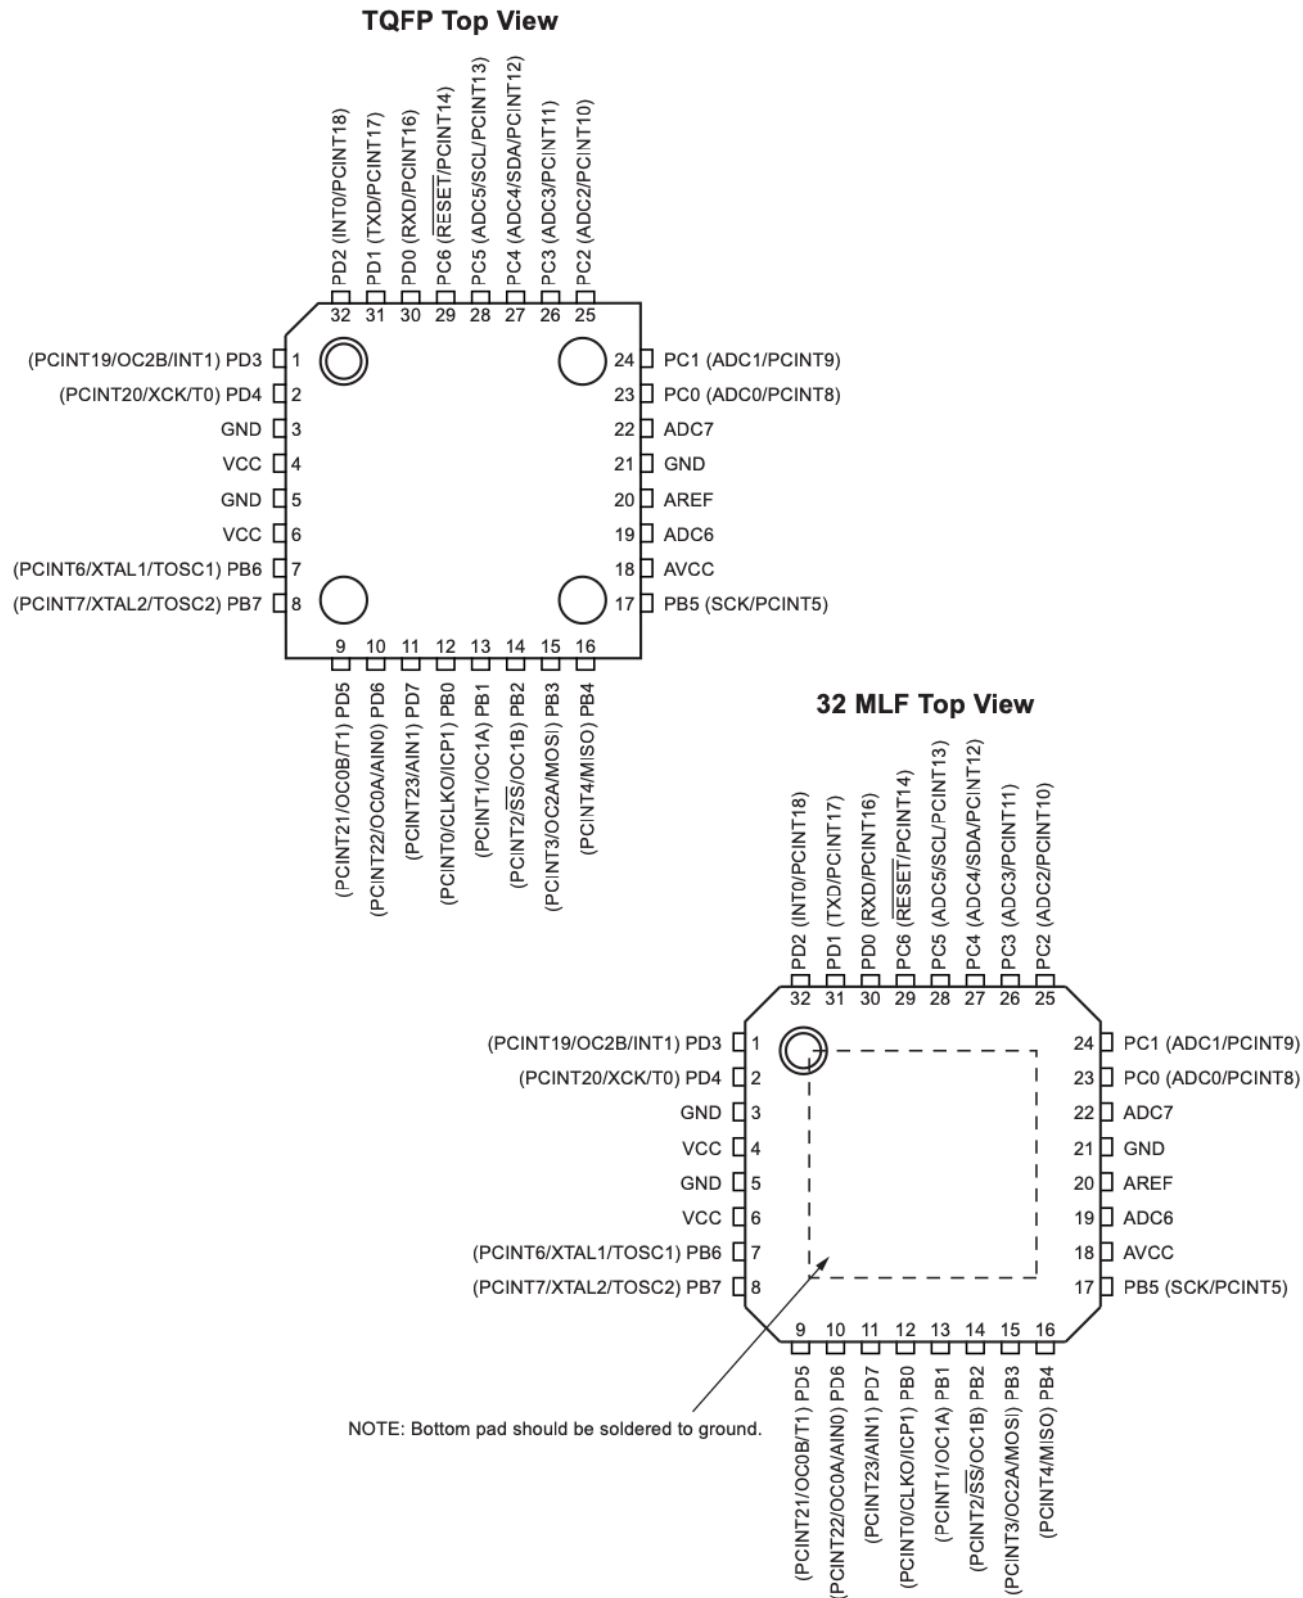 TQFP Top View
PD2 (INT0/PCINT18)
PD1 (TXD/PCINT17)
PD0 (RXD/PCINT16)
PC6 (RESET/PCINT14)
PC5 (ADC5/SCL/PCINT13)
PC4 (ADC4/SDA/PCINT12)
PC3 (ADC3/PCINT11)
PC2 (ADC2/PCINT10)
32 31 30 29 28 27 26 25
(PCINT19/OC2B/INT1) PD3 1
(PCINT20/XCK/T0) PD4 2
GND 3
VCC 4
GND 5
VCC 6
(PCINT6/XTAL1/TOSC1) PB6 7
(PCINT7/XTAL2/TOSC2) PB7 8
24 PC1 (ADC1/PCINT9)
23 PC0 (ADC0/PCINT8)
22 ADC7
21 GND
20 AREF
19 ADC6
18 AVCC
17 PB5 (SCK/PCINT5)
9 10 11 12 13 14 15 16
(PCINT21/OC0B/T1) PD5
(PCINT22/OC0A/AIN0) PD6
(PCINT23/AIN1) PD7
(PCINT0/CLKO/ICP1) PB0
(PCINT1/OC1A) PB1
(PCINT2/SS/OC1B) PB2
(PCINT3/OC2A/MOSI) PB3
(PCINT4/MISO) PB4
32 MLF Top View
PD2 (INT0/PCINT18)
PD1 (TXD/PCINT17)
PD0 (RXD/PCINT16)
PC6 (RESET/PCINT14)
PC5 (ADC5/SCL/PCINT13)
PC4 (ADC4/SDA/PCINT12)
PC3 (ADC3/PCINT11)
PC2 (ADC2/PCINT10)
32 31 30 29 28 27 26 25
(PCINT19/OC2B/INT1) PD3 1
(PCINT20/XCK/T0) PD4 2
GND 3
VCC 4
GND 5
VCC 6
(PCINT6/XTAL1/TOSC1) PB6 7
(PCINT7/XTAL2/TOSC2) PB7 8
24 PC1 (ADC1/PCINT9)
23 PC0 (ADC0/PCINT8)
22 ADC7
21 GND
20 AREF
19 ADC6
18 AVCC
17 PB5 (SCK/PCINT5)
9 10 11 12 13 14 15 16
(PCINT21/OC0B/T1) PD5
(PCINT22/OC0A/AIN0) PD6
(PCINT23/AIN1) PD7
(PCINT0/CLKO/ICP1) PB0
(PCINT1/OC1A) PB1
(PCINT2/SS/OC1B) PB2
(PCINT3/OC2A/MOSI) PB3
(PCINT4/MISO) PB4
NOTE: Bottom pad should be soldered to ground.